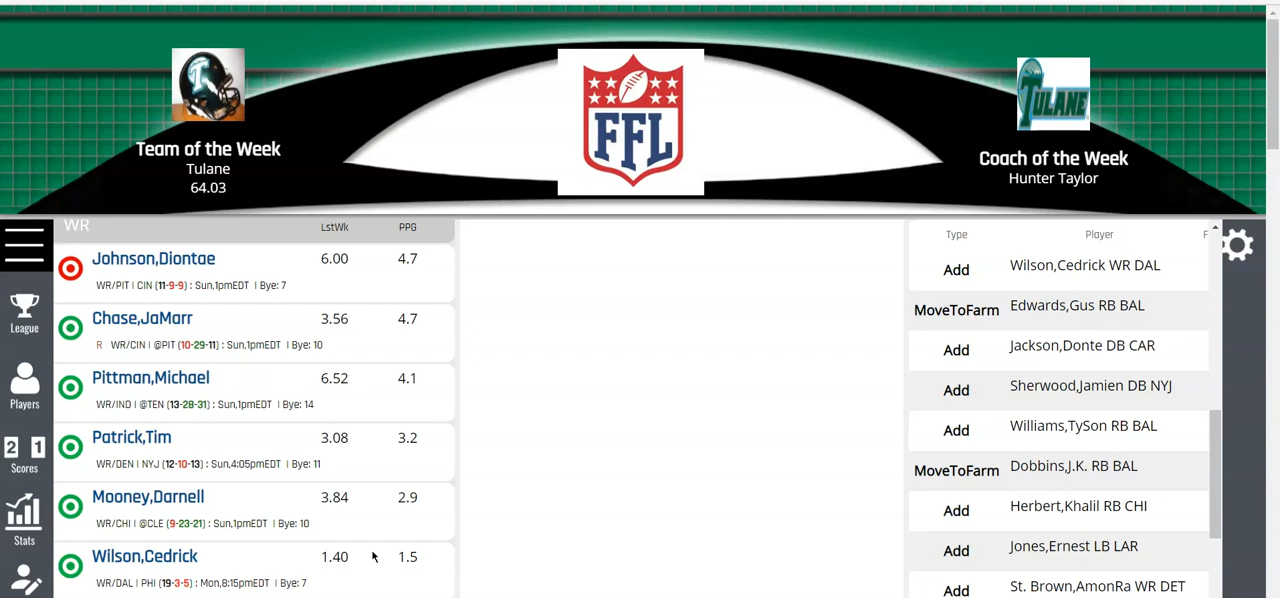 Team of the Week
Tulane
64.03
FFL
TULANE
Coach of the Week
Hunter Taylor
WR LstWk PPG
Johnson,Diontae 6.00 4.7
WR/PIT | CIN (11-9-9) : Sun,1pmEDT | Bye: 7
Chase,JaMarr 3.56 4.7
R WR/CIN | @PIT (10-29-11) : Sun,1pmEDT | Bye: 10
Pittman,Michael 6.52 4.1
WR/IND | @TEN (13-28-31) : Sun,1pmEDT | Bye: 14
Patrick,Tim 3.08 3.2
WR/DEN | NYJ (12-10-13) : Sun,4:05pmEDT | Bye: 11
Mooney,Darnell 3.84 2.9
WR/CHI | @CLE (9-23-21) : Sun,1pmEDT | Bye: 10
Wilson,Cedrick 1.40 1.5
WR/DAL | PHI (19-3-5) : Mon,8:15pmEDT | Bye: 7
League
Players
2 1
Scores
Stats
Type Player F
Add Wilson,Cedrick WR DAL
MoveToFarm Edwards,Gus RB BAL
Add Jackson,Donte DB CAR
Add Sherwood,Jamien DB NYJ
Add Williams,TySon RB BAL
MoveToFarm Dobbins,J.K. RB BAL
Add Herbert,Khalil RB CHI
Add Jones,Ernest LB LAR
Add St. Brown,AmonRa WR DET